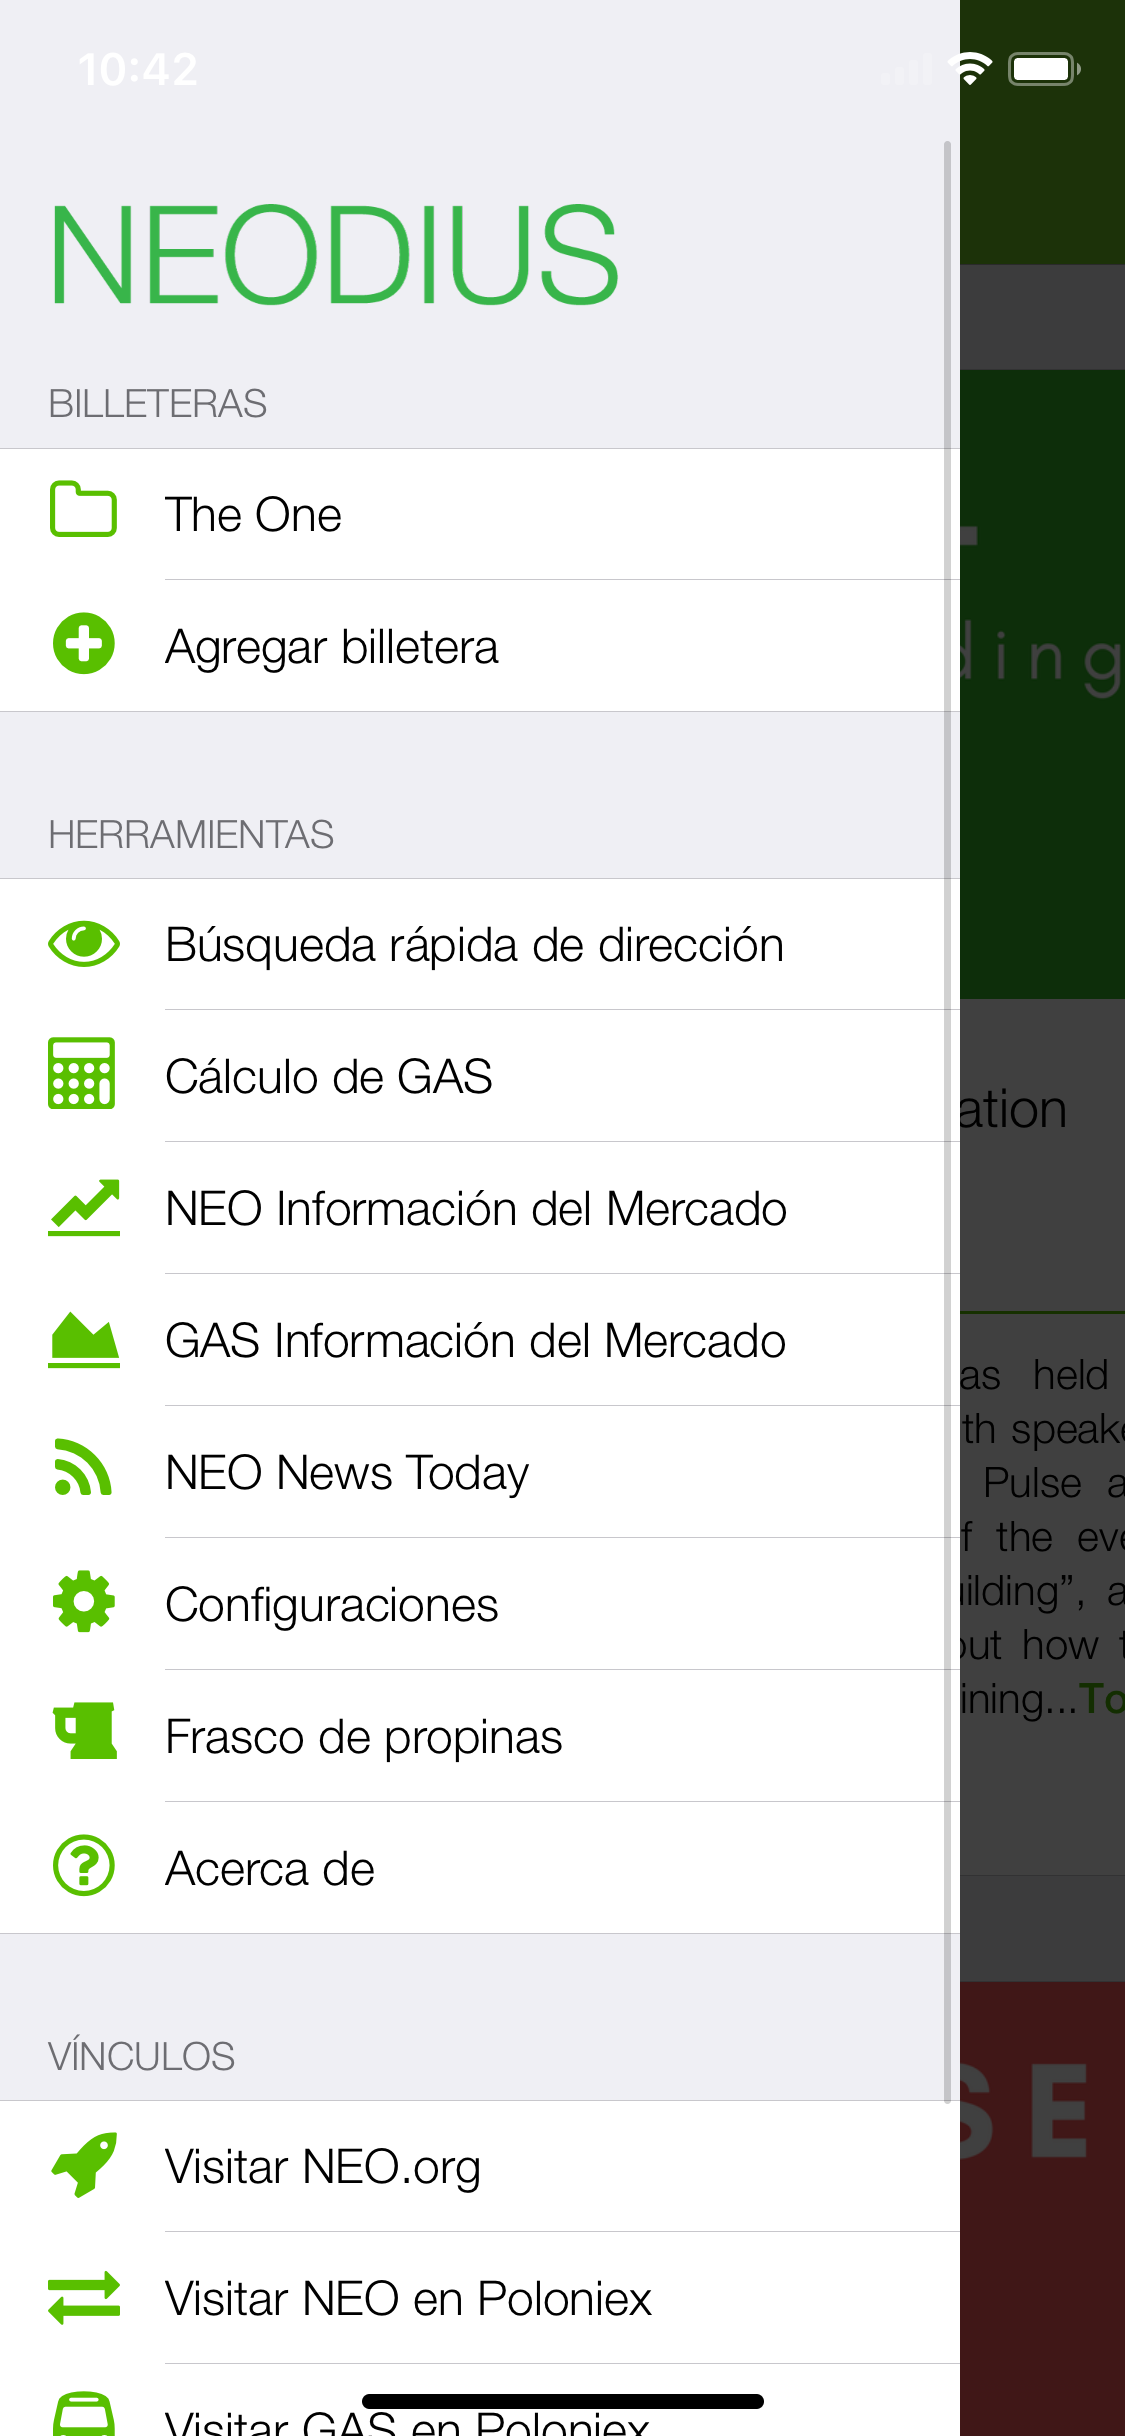 10:42
NEODIUS
BILLETERAS
The One
Agregar billetera
HERRAMIENTAS
Búsqueda rápida de dirección
Cálculo de GAS
NEO Información del Mercado
GAS Información del Mercado
NEO News Today
Configuraciones
Frasco de propinas
Acerca de
VÍNCULOS
Visitar NEO.org
Visitar NEO en Poloniex
Visitar GAS en Poloniex
ding
ation
as held
th speake
Pulse a
f the eve
uilding”, a
out how t
ining...To
SE